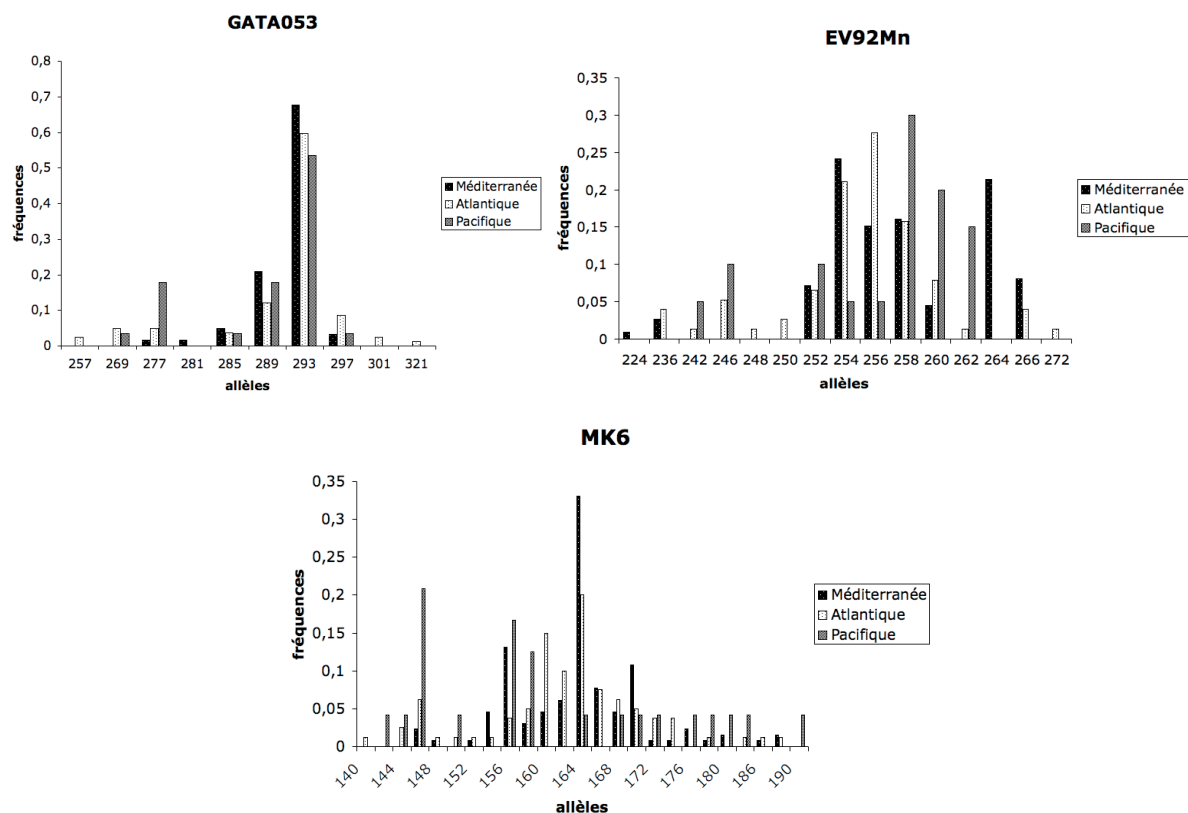 GATA053
0,8
0,7
0,6
0,5
0,4
0,3
0,2
0,1
0
fréquences
257 269 277 281 285 289 293 297 301 321
allèles
Méditerranée
Atlantique
Pacifique
EV92Mn
0,35
0,3
0,25
0,2
0,15
0,1
0,05
0
fréquences
224 236 242 246 248 250 252 254 256 258 260 262 264 266 272
allèles
Méditerranée
Atlantique
Pacifique
MK6
0,35
0,3
0,25
0,2
0,15
0,1
0,05
0
fréquences
140 144 148 152 156 160 164 168 172 176 180 186 190
allèles
Méditerranée
Atlantique
Pacifique